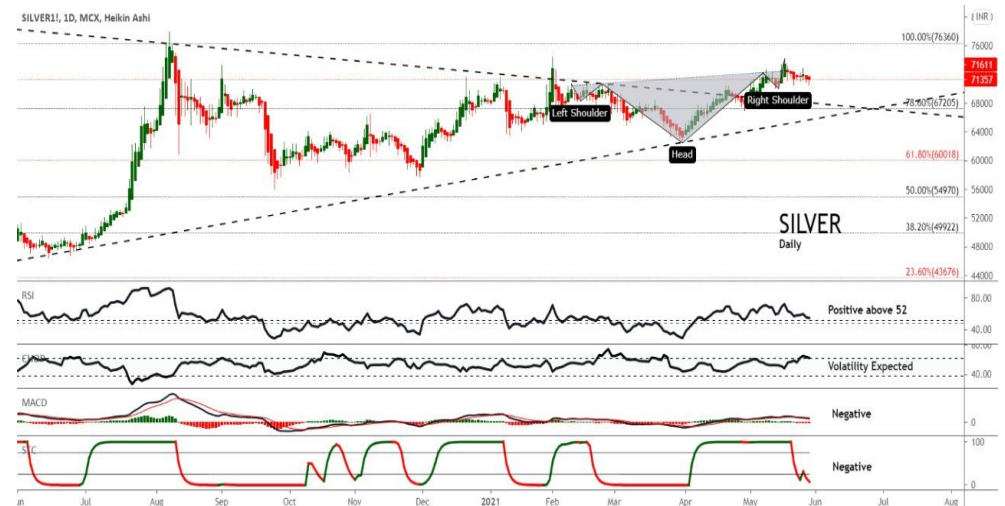 SILVER1!, 1D, MCX, Heikin Ashi
(INR)
100.00%(76360)
76000
71611
71357
78.60%(67205)
68000
64000
61.80%(60018)
60000
56000
50.00%(54970)
52000
38.20%(49922)
48000
23.60%(43676)
44000
Left Shoulder
Head
Right Shoulder
SILVER
Daily
RSI
Positive above 52
80.00
40.00
Volatility Expected
80.00
40.00
MACD
Negative
0
STC
Negative
100
0
Jul
Aug
Sep
Oct
Nov
Dec
2021
Feb
Mar
Apr
May
Jun
Jul
Aug